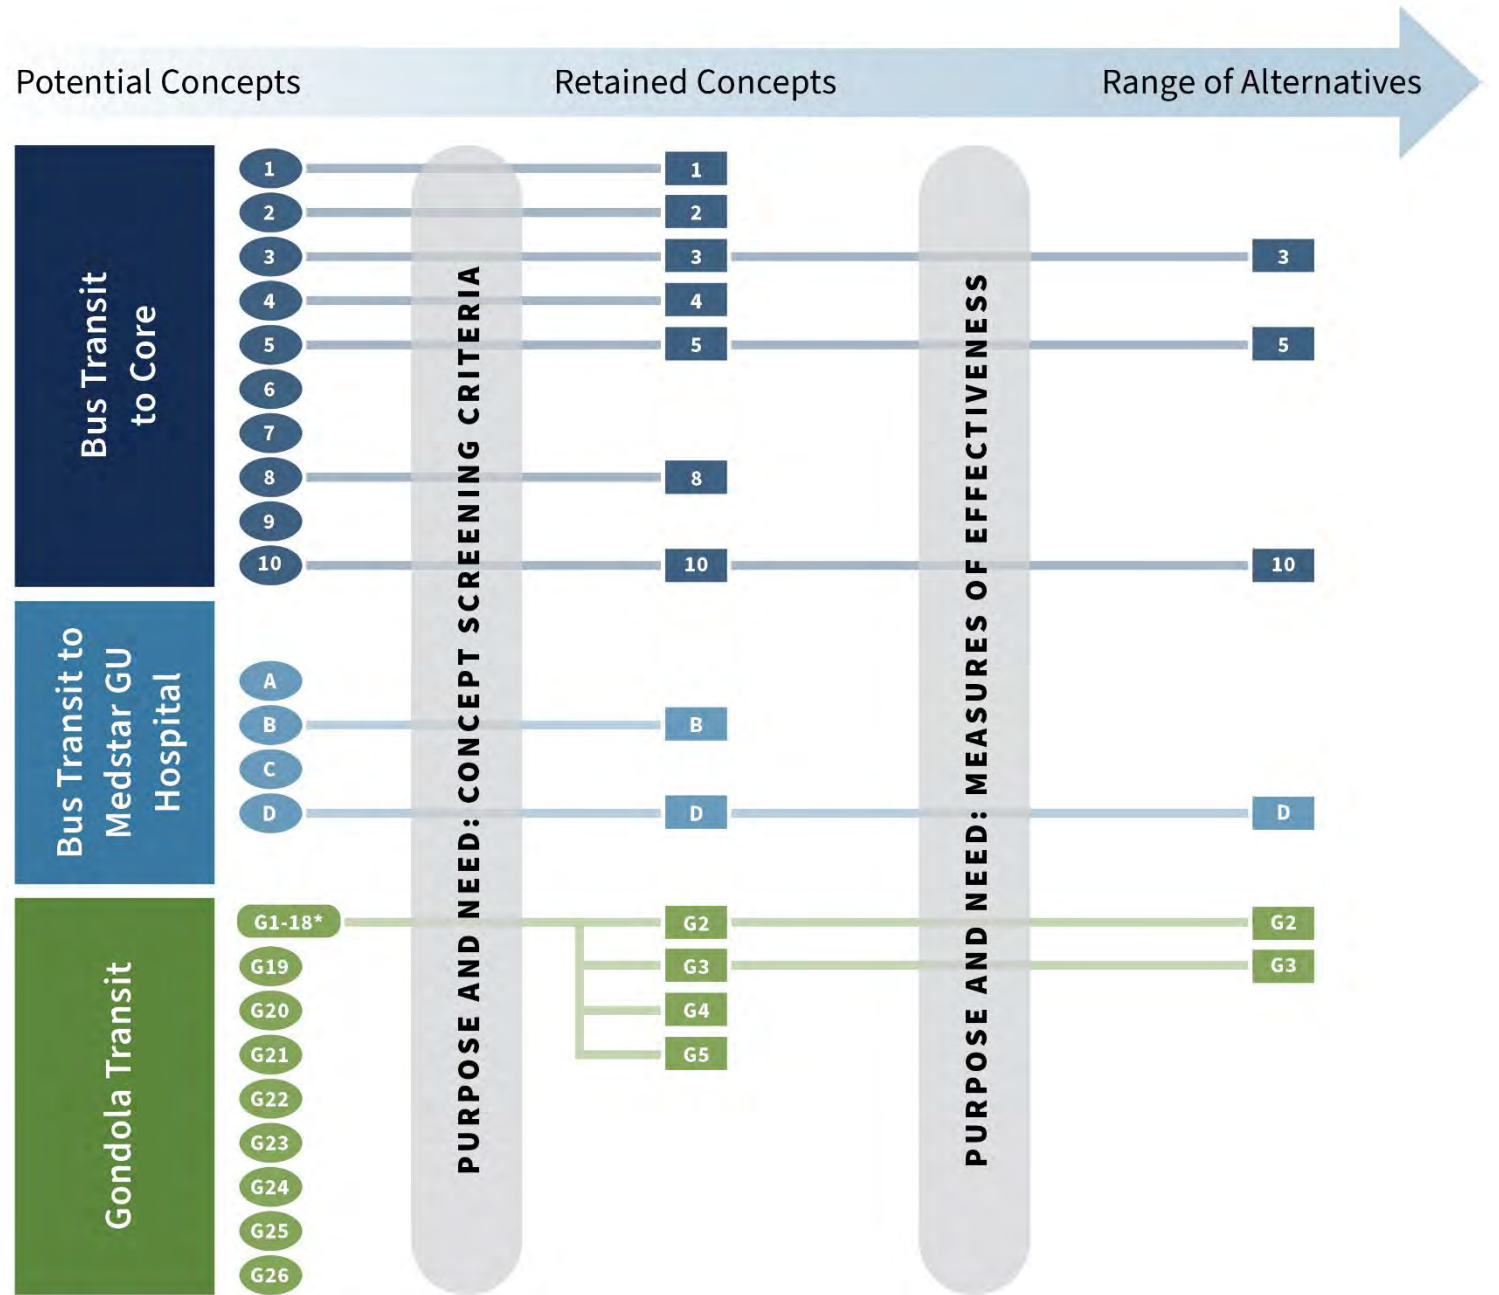 Potential Concepts
Retained Concepts
Range of Alternatives
Bus Transit
to Core
1
2
3
4
5
6
7
8
9
10
1
2
3
4
5
8
10
3
5
10
Bus Transit to
Medstar GU
Hospital
A
B
C
D
B
D
D
Gondola Transit
G1-18*
G19
G20
G21
G22
G23
G24
G25
G26
G2
G3
G4
G5
G2
G3
PURPOSE AND NEED: CONCEPT SCREENING CRITERIA
PURPOSE AND NEED: MEASURES OF EFFECTIVENESS